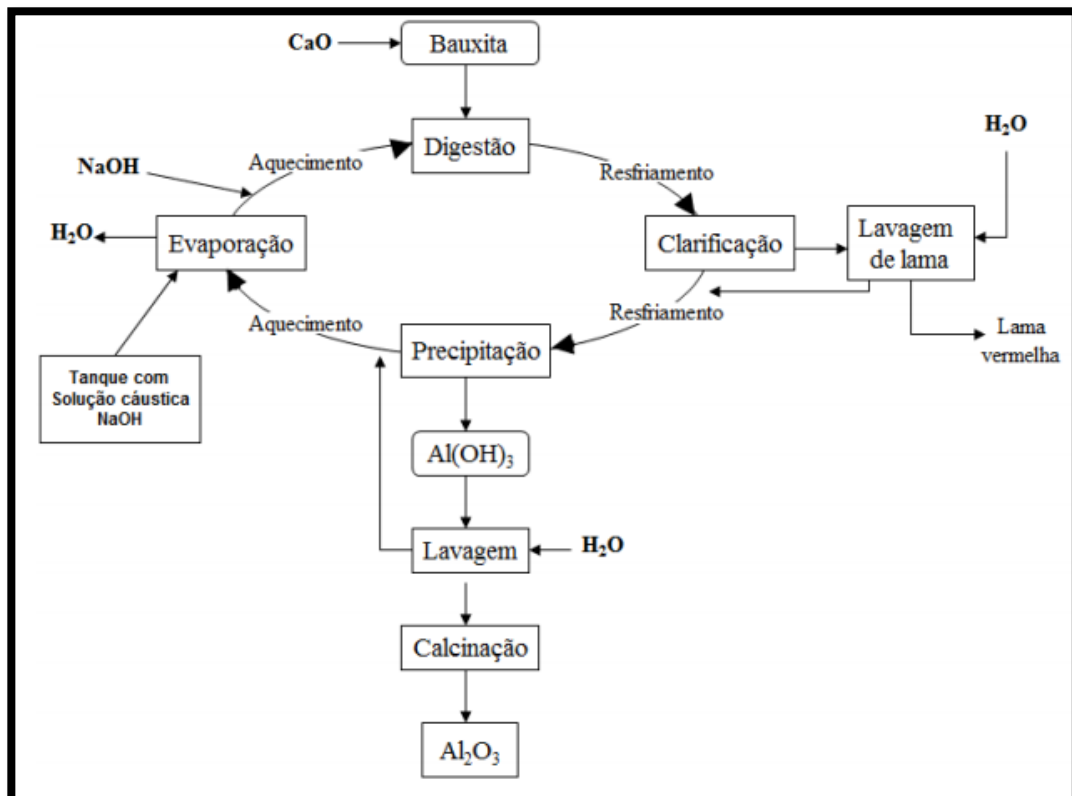 CaO
Bauxita
Digestão
H₂O
NaOH
Aquecimento
Resfriamento
H₂O
Evaporação
Clarificação
Lavagem
de lama
Aquecimento
Resfriamento
Lama
vermelha
Precipitação
Tanque com
Solução cáustica
NaOH
Al(OH)₃
Lavagem
H₂O
Calcinação
Al₂O₃